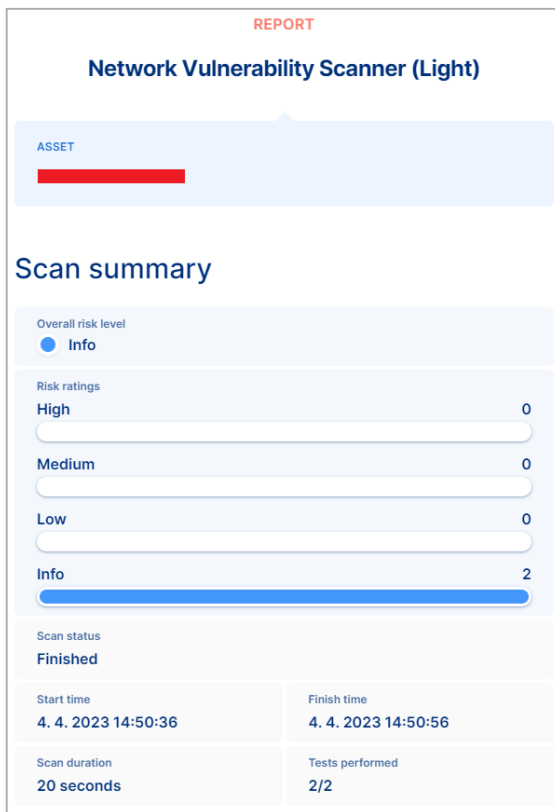 REPORT
Network Vulnerability Scanner (Light)
ASSET
Scan summary
Overall risk level
Info
Risk ratings
High 0
Medium 0
Low 0
Info 2
Scan status
Finished
Start time Finish time
4. 4. 2023 14:50:36 4. 4. 2023 14:50:56
Scan duration Tests performed
20 seconds 2/2